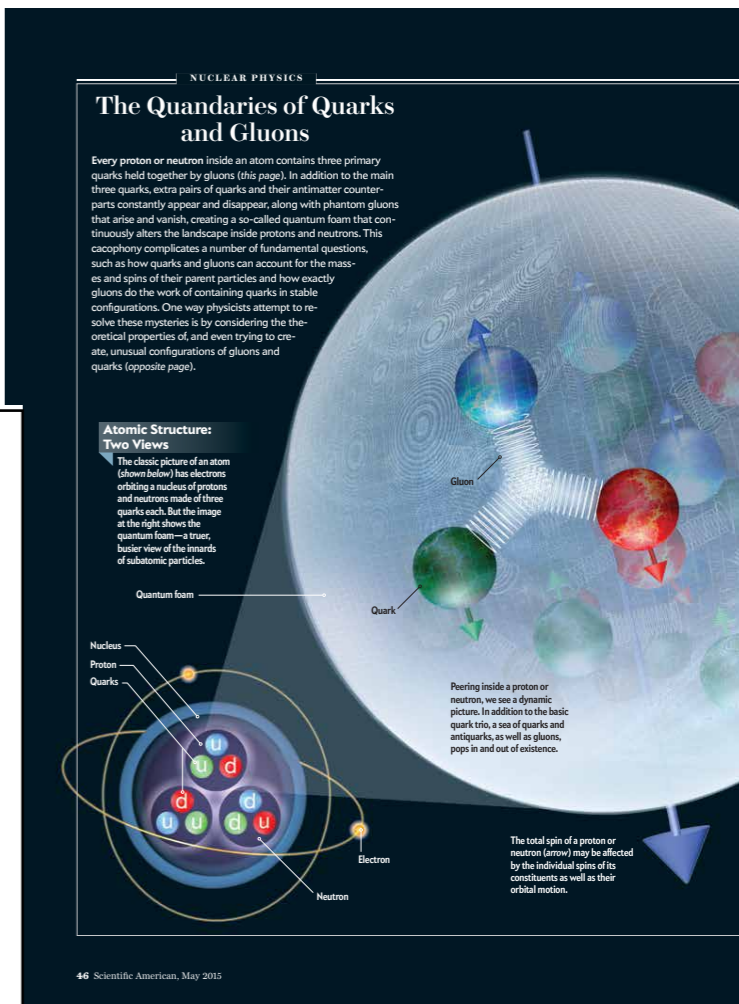 NUCLEAR PHYSICS
The Quandaries of Quarks
and Gluons
Every proton or neutron inside an atom contains three primary
quarks held together by gluons (this page). In addition to the main
three quarks, extra pairs of quarks and their antimatter counter-
parts constantly appear and disappear, along with phantom gluons
that arise and vanish, creating a so-called quantum foam that con-
tinuously alters the landscape inside protons and neutrons. This
cacophony complicates a number of fundamental questions,
such as how quarks and gluons can account for the mass-
es and spins of their parent particles and how exactly
gluons do the work of containing quarks in stable
configurations. One way physicists attempt to re-
solve these mysteries is by considering the the-
oretical properties of, and even trying to cre-
ate, unusual configurations of gluons and
quarks (opposite page).
Atomic Structure:
Two Views
The classic picture of an atom
(shown below) has electrons
orbiting a nucleus of protons
and neutrons made of three
quarks each. But the image
at the right shows the
quantum foam—a truer,
busier view of the innards
of subatomic particles.
Gluon
Quantum foam
Quark
Nucleus
Proton
Quarks
u
u d
d
u u
d
d u
Electron
Neutron
Peering inside a proton or
neutron, we see a dynamic
picture. In addition to the basic
quark trio, a sea of quarks and
antiquarks, as well as gluons,
pops in and out of existence.
The total spin of a proton or
neutron (arrow) may be affected
by the individual spins of its
constituents as well as their
orbital motion.
46 Scientific American, May 2015